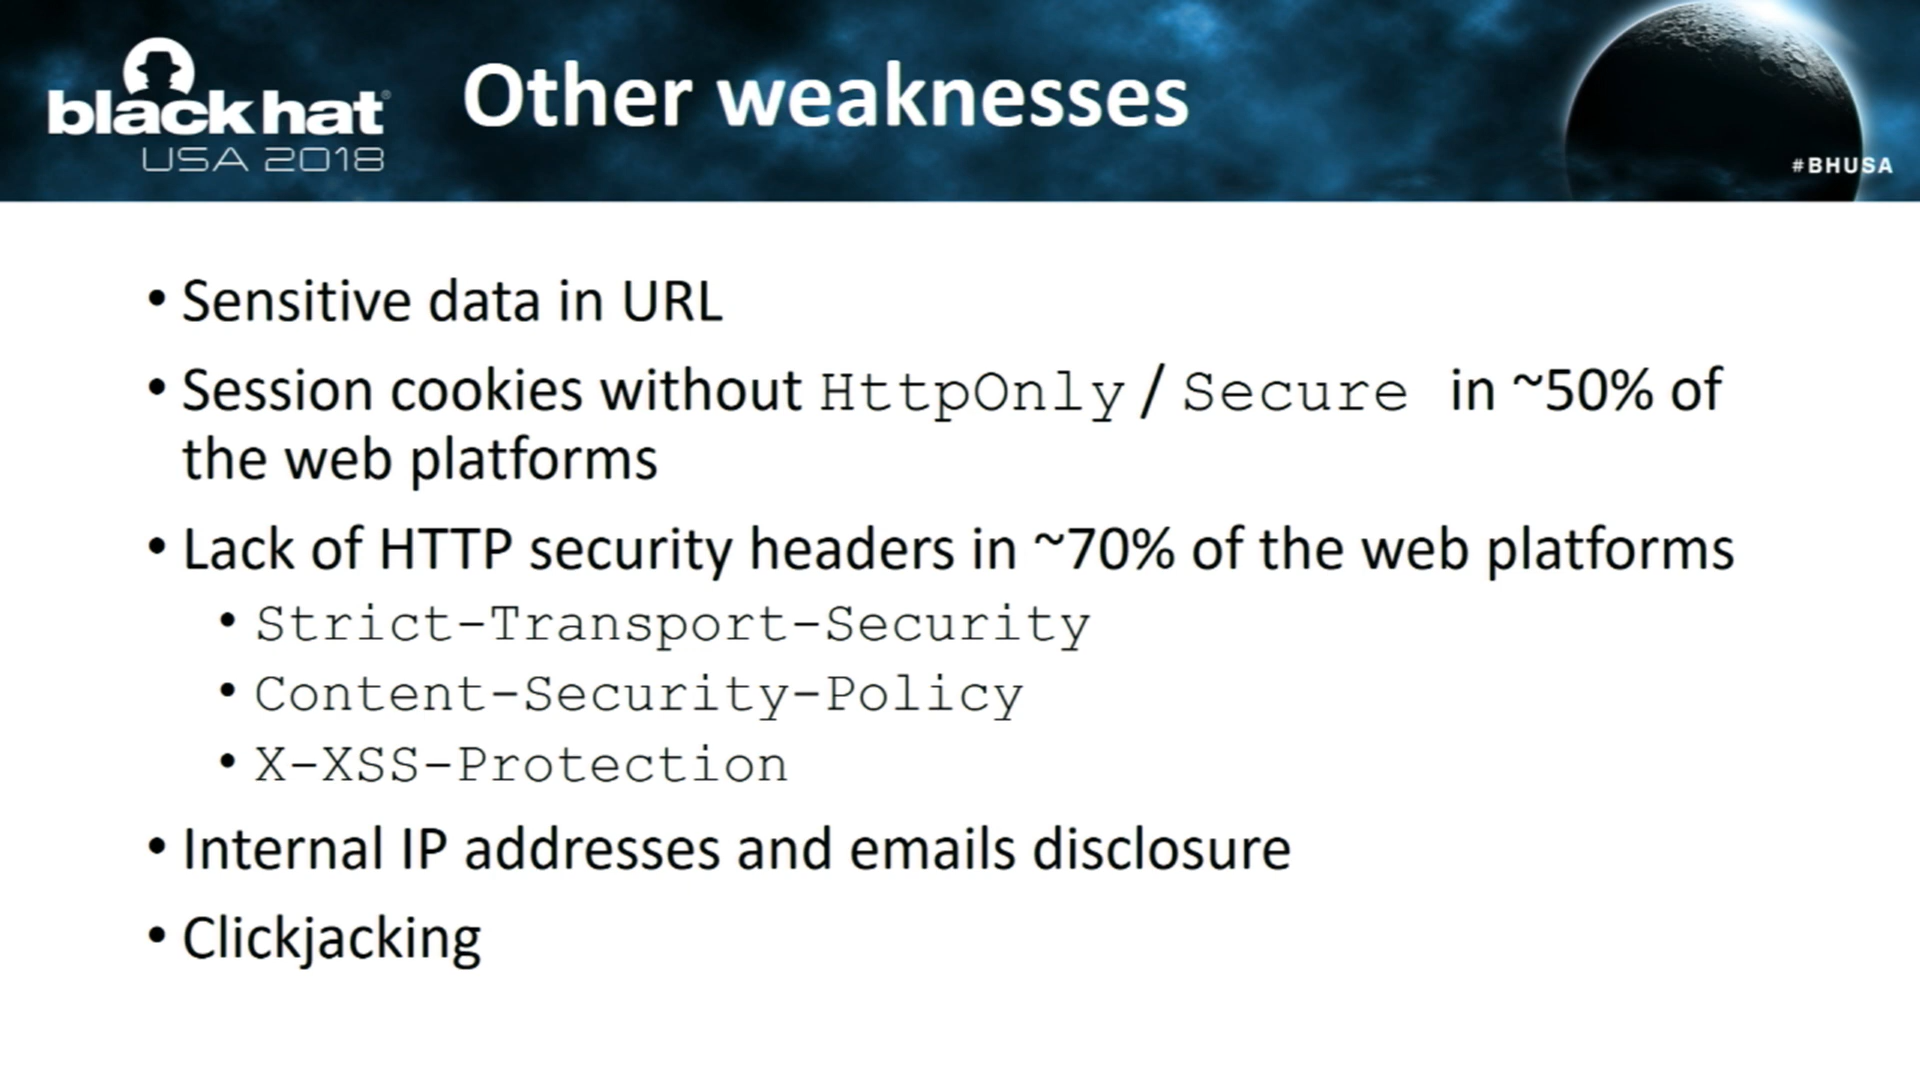 black hat®
USA 2018
Other weaknesses
#BHUSA
• Sensitive data in URL
• Session cookies without HttpOnly/Secure in ~50% of
the web platforms
• Lack of HTTP security headers in ~70% of the web platforms
• Strict-Transport-Security
• Content-Security-Policy
• X-XSS-Protection
• Internal IP addresses and emails disclosure
• Clickjacking